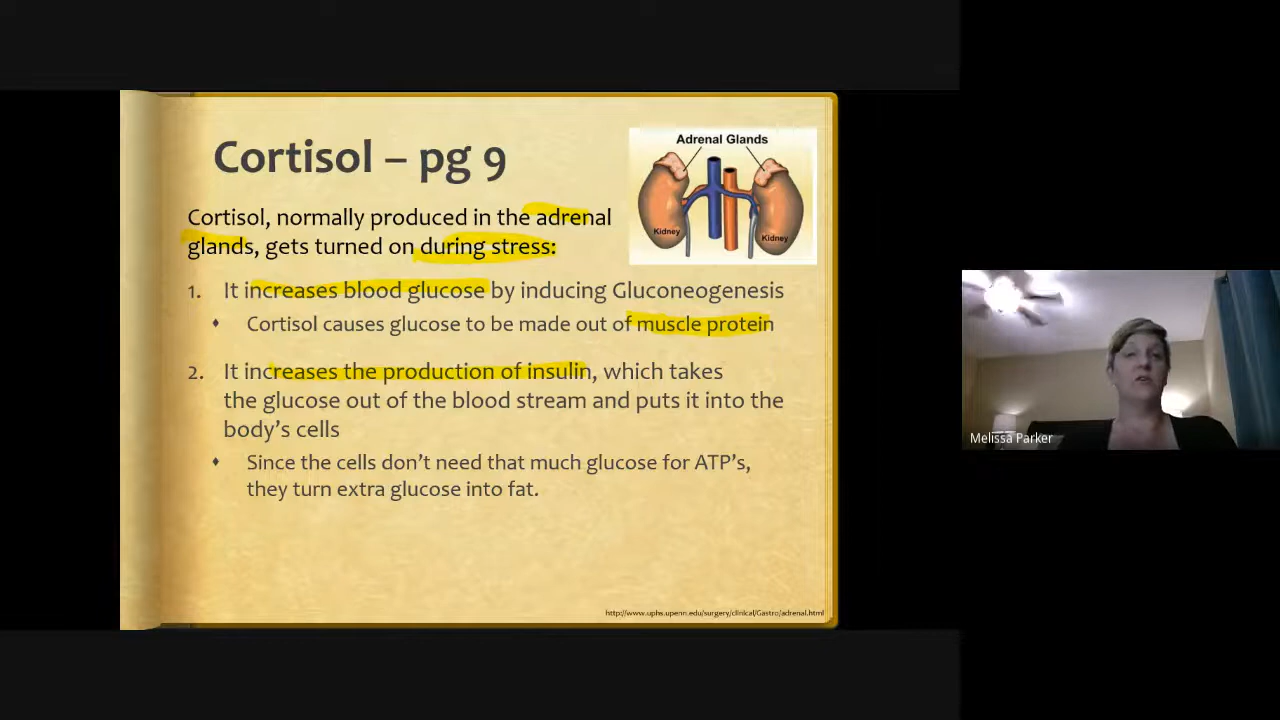 Cortisol – pg 9
Adrenal Glands
Kidney
Kidney
Cortisol, normally produced in the adrenal
glands, gets turned on during stress:
1. It increases blood glucose by inducing Gluconeogenesis
♦ Cortisol causes glucose to be made out of muscle protein
2. It increases the production of insulin, which takes
the glucose out of the blood stream and puts it into the
body's cells
♦ Since the cells don't need that much glucose for ATP's,
they turn extra glucose into fat.
http://www.uphs.upenn.edu/surgery/clinical/Gastro/adrenal.html
Melissa Parker